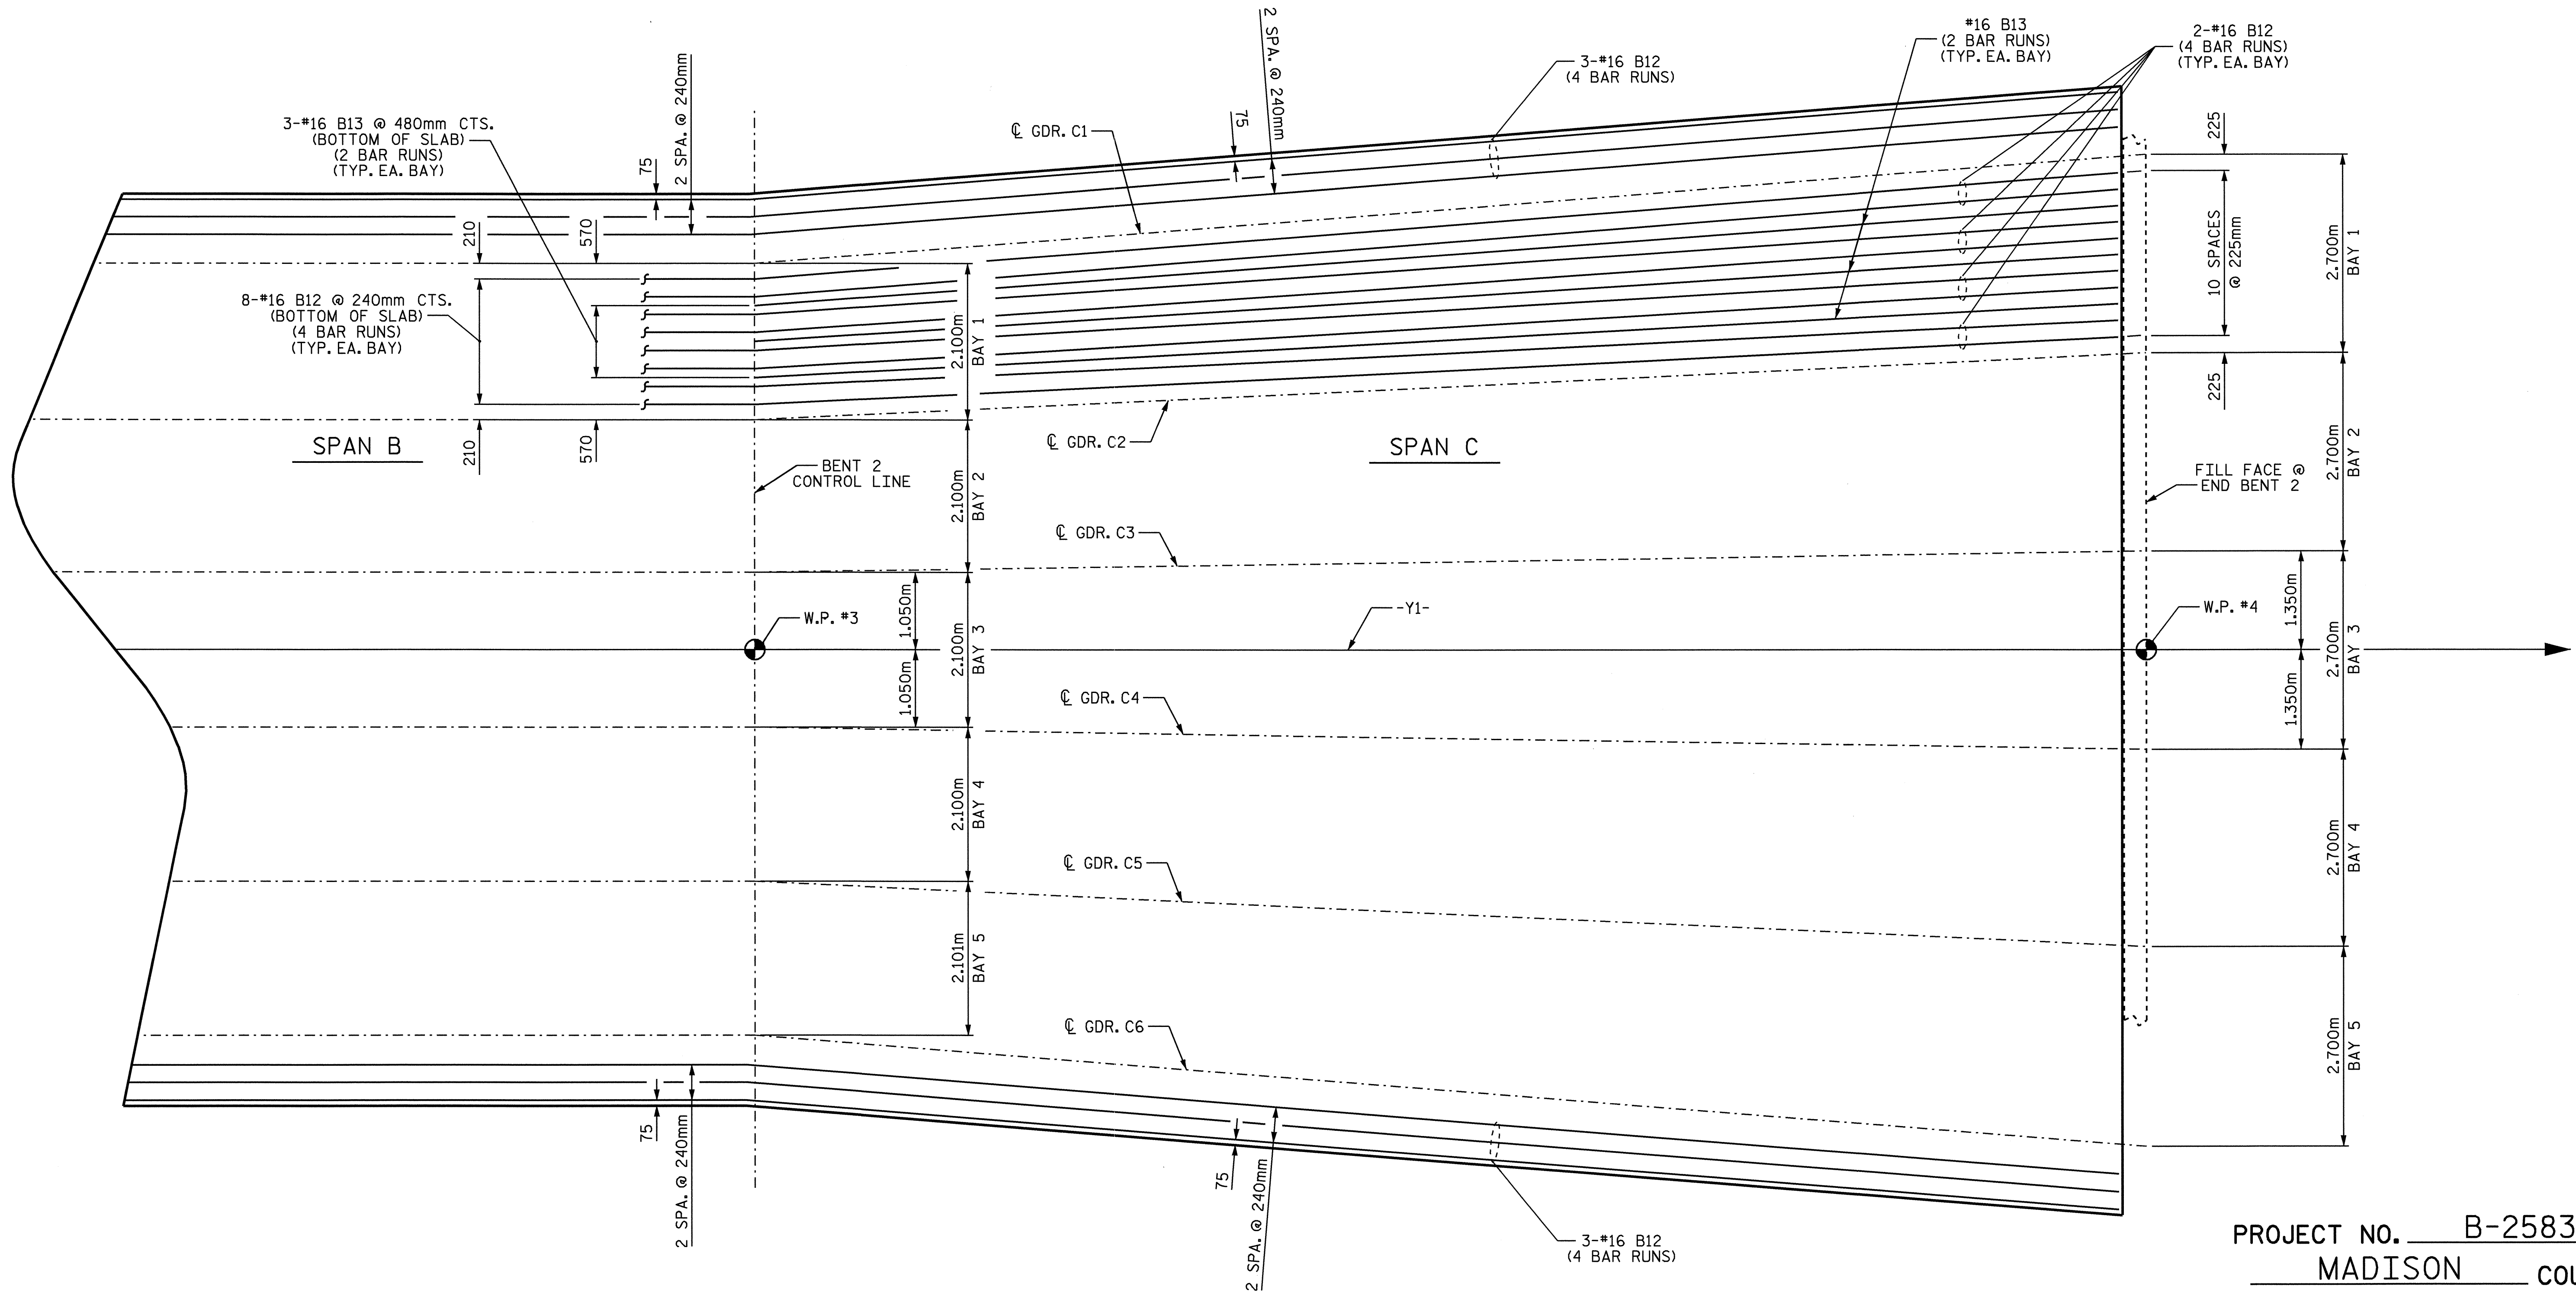 2 SPA. @ 240mm
2 SPA. @ 240mm
3-#16 B12
(4 BAR RUNS)
#16 B13
(2 BAR RUNS)
(TYP. EA. BAY)
2-#16 B12
(4 BAR RUNS)
(TYP. EA. BAY)
3-#16 B13 @ 480mm CTS.
(BOTTOM OF SLAB)
(2 BAR RUNS)
(TYP. EA. BAY)
75
75
℄ GDR. C1
225
210
570
8-#16 B12 @ 240mm CTS.
(BOTTOM OF SLAB)
(4 BAR RUNS)
(TYP. EA. BAY)
2.100m
BAY 1
10 SPACES
@ 225mm
2.700m
BAY 1
210
570
225
SPAN B
℄ GDR. C2
SPAN C
BENT 2
CONTROL LINE
2.100m
BAY 2
FILL FACE @
END BENT 2
2.700m
BAY 2
℄ GDR. C3
W.P. #3
1.050m
1.050m
2.100m
BAY 3
-Y1-
W.P. #4
1.350m
1.350m
2.700m
BAY 3
℄ GDR. C4
2.100m
BAY 4
℄ GDR. C5
2.700m
BAY 4
2.101m
BAY 5
℄ GDR. C6
2.700m
BAY 5
75
2 SPA. @ 240mm
75
2 SPA. @ 240mm
3-#16 B12
(4 BAR RUNS)
PROJECT NO. B-2583
MADISON COU